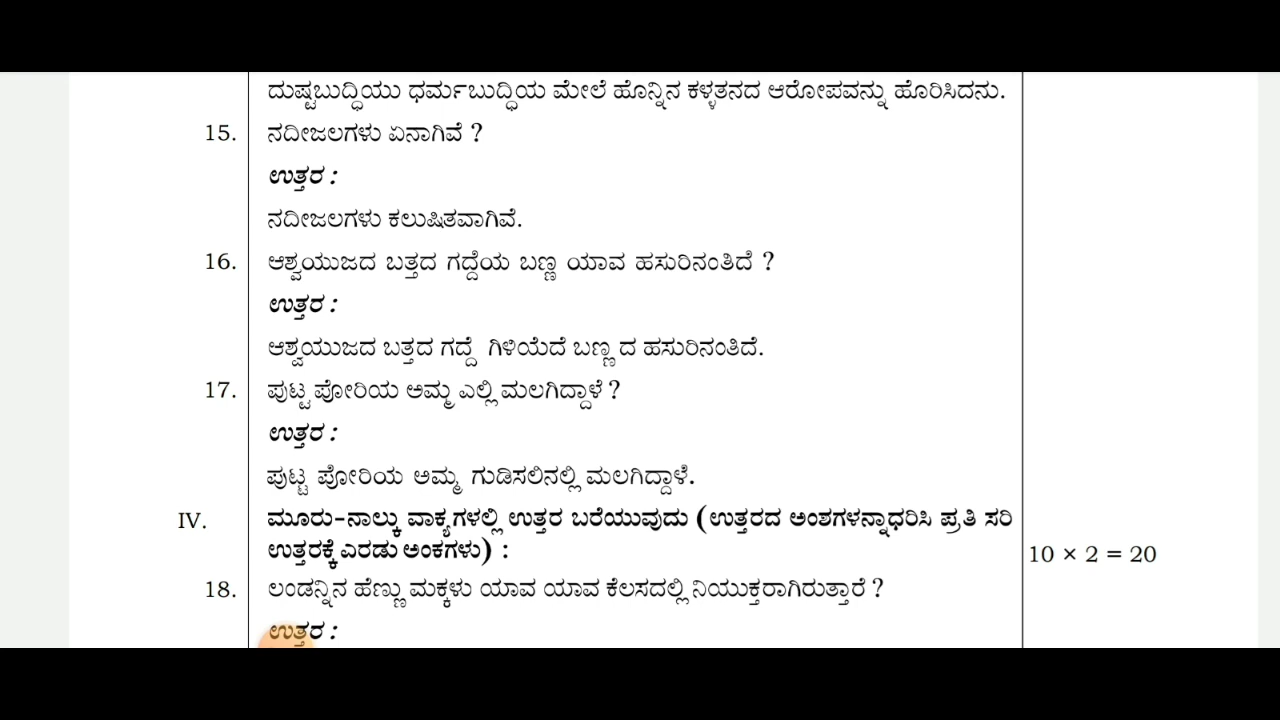 ದುಷ್ಟಬುದ್ಧಿಯು ಧರ್ಮಬುದ್ಧಿಯ ಮೇಲೆ ಹೊನ್ನಿನ ಕಳ್ಳತನದ ಆರೋಪವನ್ನು ಹೊರಿಸಿದನು.
15. ನದೀಜಲಗಳು ಏನಾಗಿವೆ ?
ಉತ್ತರ :
ನದೀಜಲಗಳು ಕಲುಷಿತವಾಗಿವೆ.
16. ಆಶ್ವಯುಜದ ಬತ್ತದ ಗದ್ದೆಯ ಬಣ್ಣ ಯಾವ ಹಸುರಿನಂತಿದೆ ?
ಉತ್ತರ :
ಆಶ್ವಯುಜದ ಬತ್ತದ ಗದ್ದೆ ಗಿಳಿಯೆದೆ ಬಣ್ಣ ದ ಹಸುರಿನಂತಿದೆ.
17. ಪುಟ್ಟ ಪೋರಿಯ ಅಮ್ಮ ಎಲ್ಲಿ ಮಲಗಿದ್ದಾಳೆ ?
ಉತ್ತರ :
ಪುಟ್ಟ ಪೋರಿಯ ಅಮ್ಮ ಗುಡಿಸಲಿನಲ್ಲಿ ಮಲಗಿದ್ದಾಳೆ.
IV. ಮೂರು-ನಾಲ್ಕು ವಾಕ್ಯಗಳಲ್ಲಿ ಉತ್ತರ ಬರೆಯುವುದು (ಉತ್ತರದ ಅಂಶಗಳನ್ನಾಧರಿಸಿ ಪ್ರತಿ ಸರಿ
ಉತ್ತರಕ್ಕೆ ಎರಡು ಅಂಕಗಳು) : 10 × 2 = 20
18. ಲಂಡನ್ನಿನ ಹೆಣ್ಣು ಮಕ್ಕಳು ಯಾವ ಯಾವ ಕೆಲಸದಲ್ಲಿ ನಿಯುಕ್ತರಾಗಿರುತ್ತಾರೆ ?
ಉತ್ತರ :